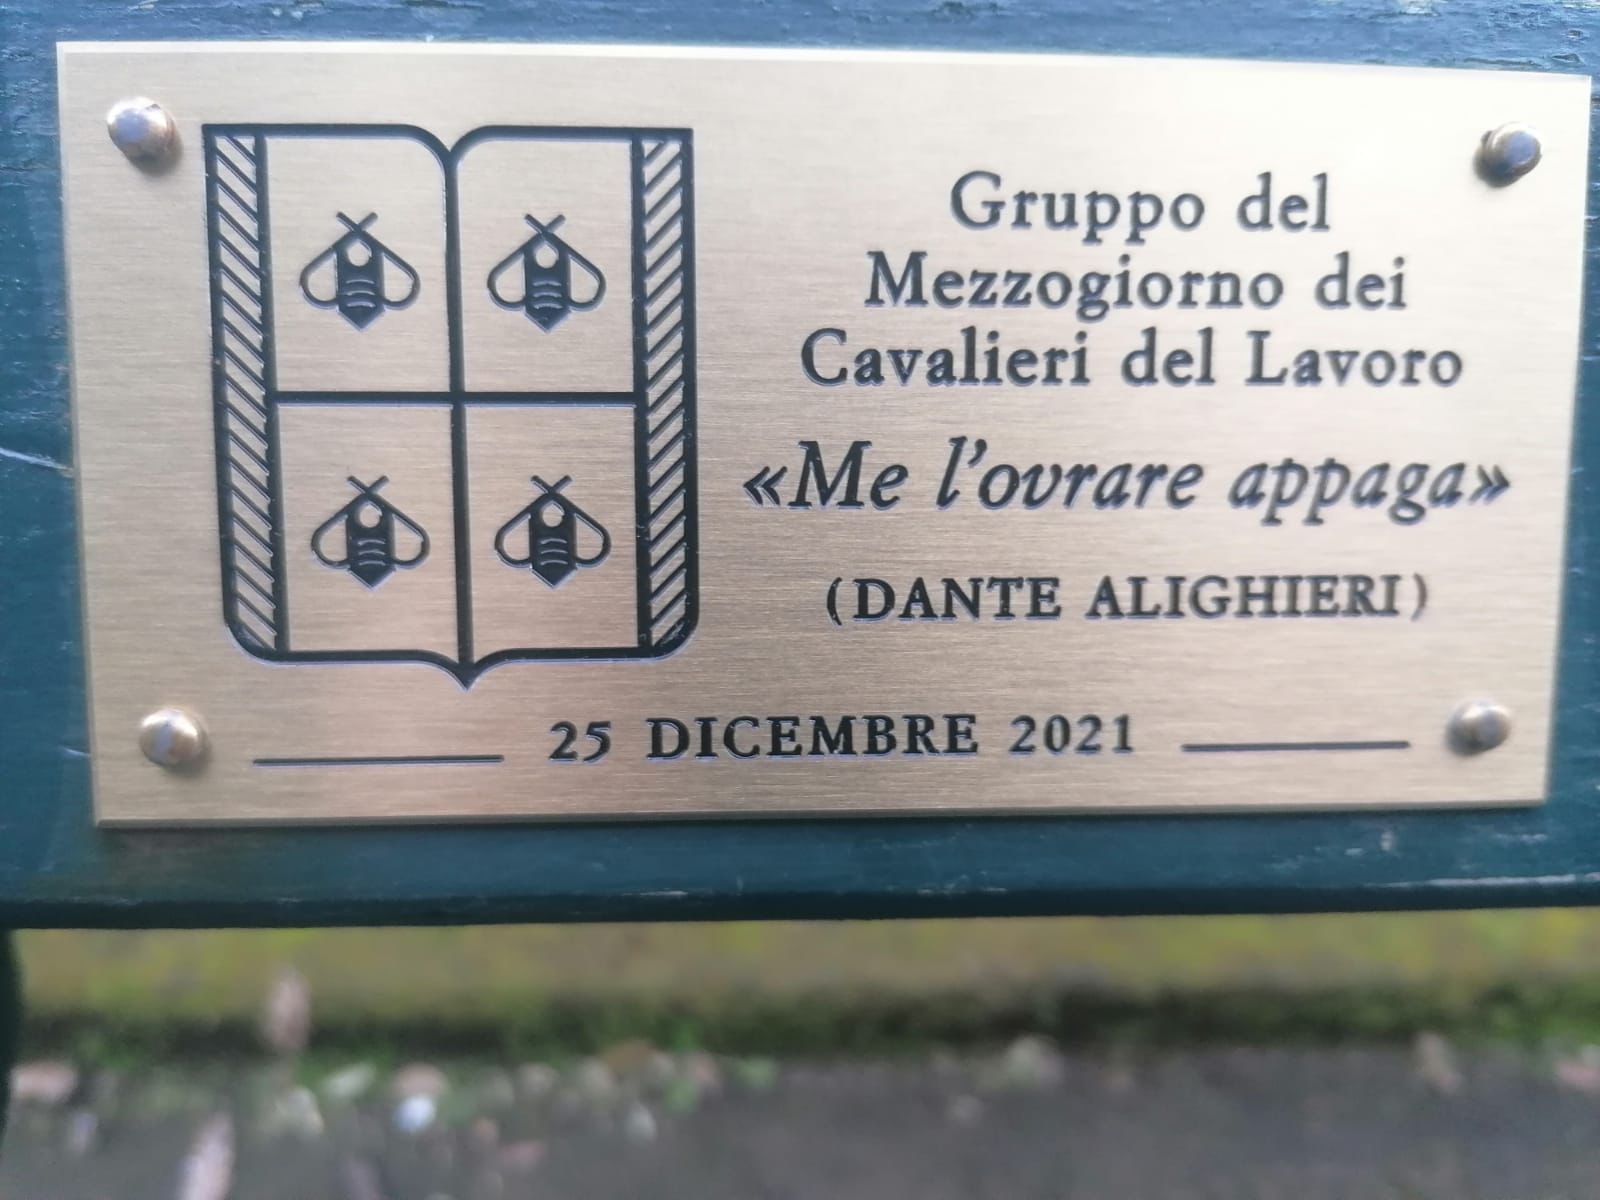 Gruppo del
Mezzogiorno dei
Cavalieri del Lavoro
«Me l'ovrare appaga»
(DANTE ALIGHIERI)
25 DICEMBRE 2021